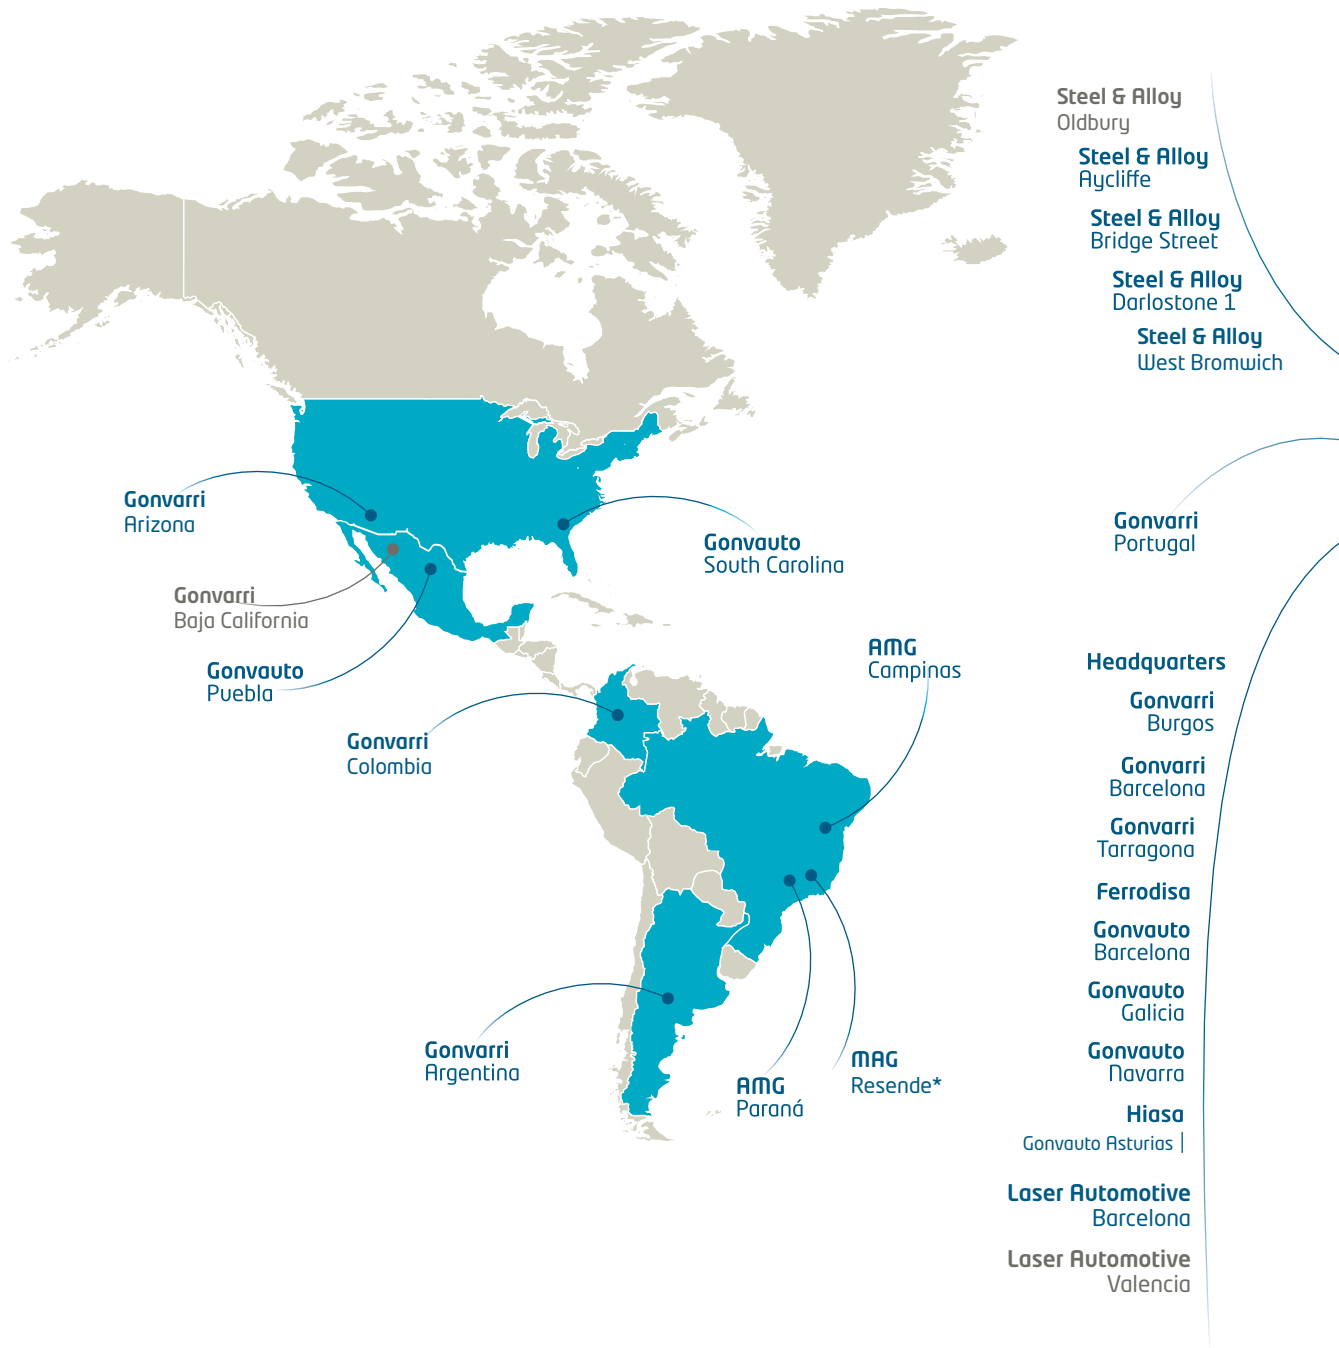 Steel & Alloy
Oldbury
Steel & Alloy
Aycliffe
Steel & Alloy
Bridge Street
Steel & Alloy
Darlostone 1
Steel & Alloy
West Bromwich
Gonvarri
Arizona
Gonvauto
South Carolina
Gonvarri
Portugal
Gonvarri
Baja California
Gonvauto
Puebla
AMG
Campinas
Gonvarri
Colombia
Headquarters
Gonvarri
Burgos
Gonvarri
Barcelona
Gonvarri
Tarragona
Ferrodisa
Gonvauto
Barcelona
Gonvauto
Galicia
Gonvauto
Navarra
Gonvarri
Argentina
AMG
Paraná
MAG
Resende*
Hiasa
Gonvauto Asturias |
Laser Automotive
Barcelona
Laser Automotive
Valencia